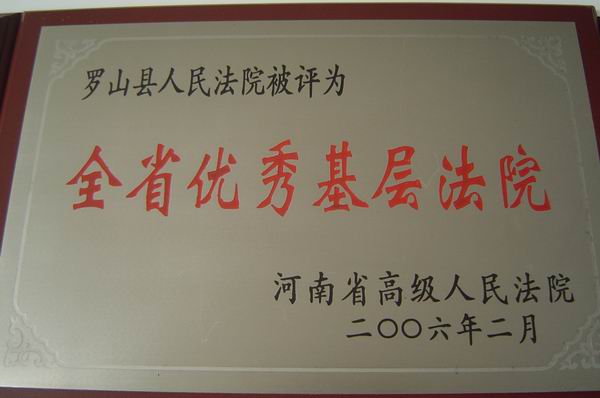 罗山县人民法院被评为
全省优秀基层法院
河南省高级人民法院
二〇〇六年二月